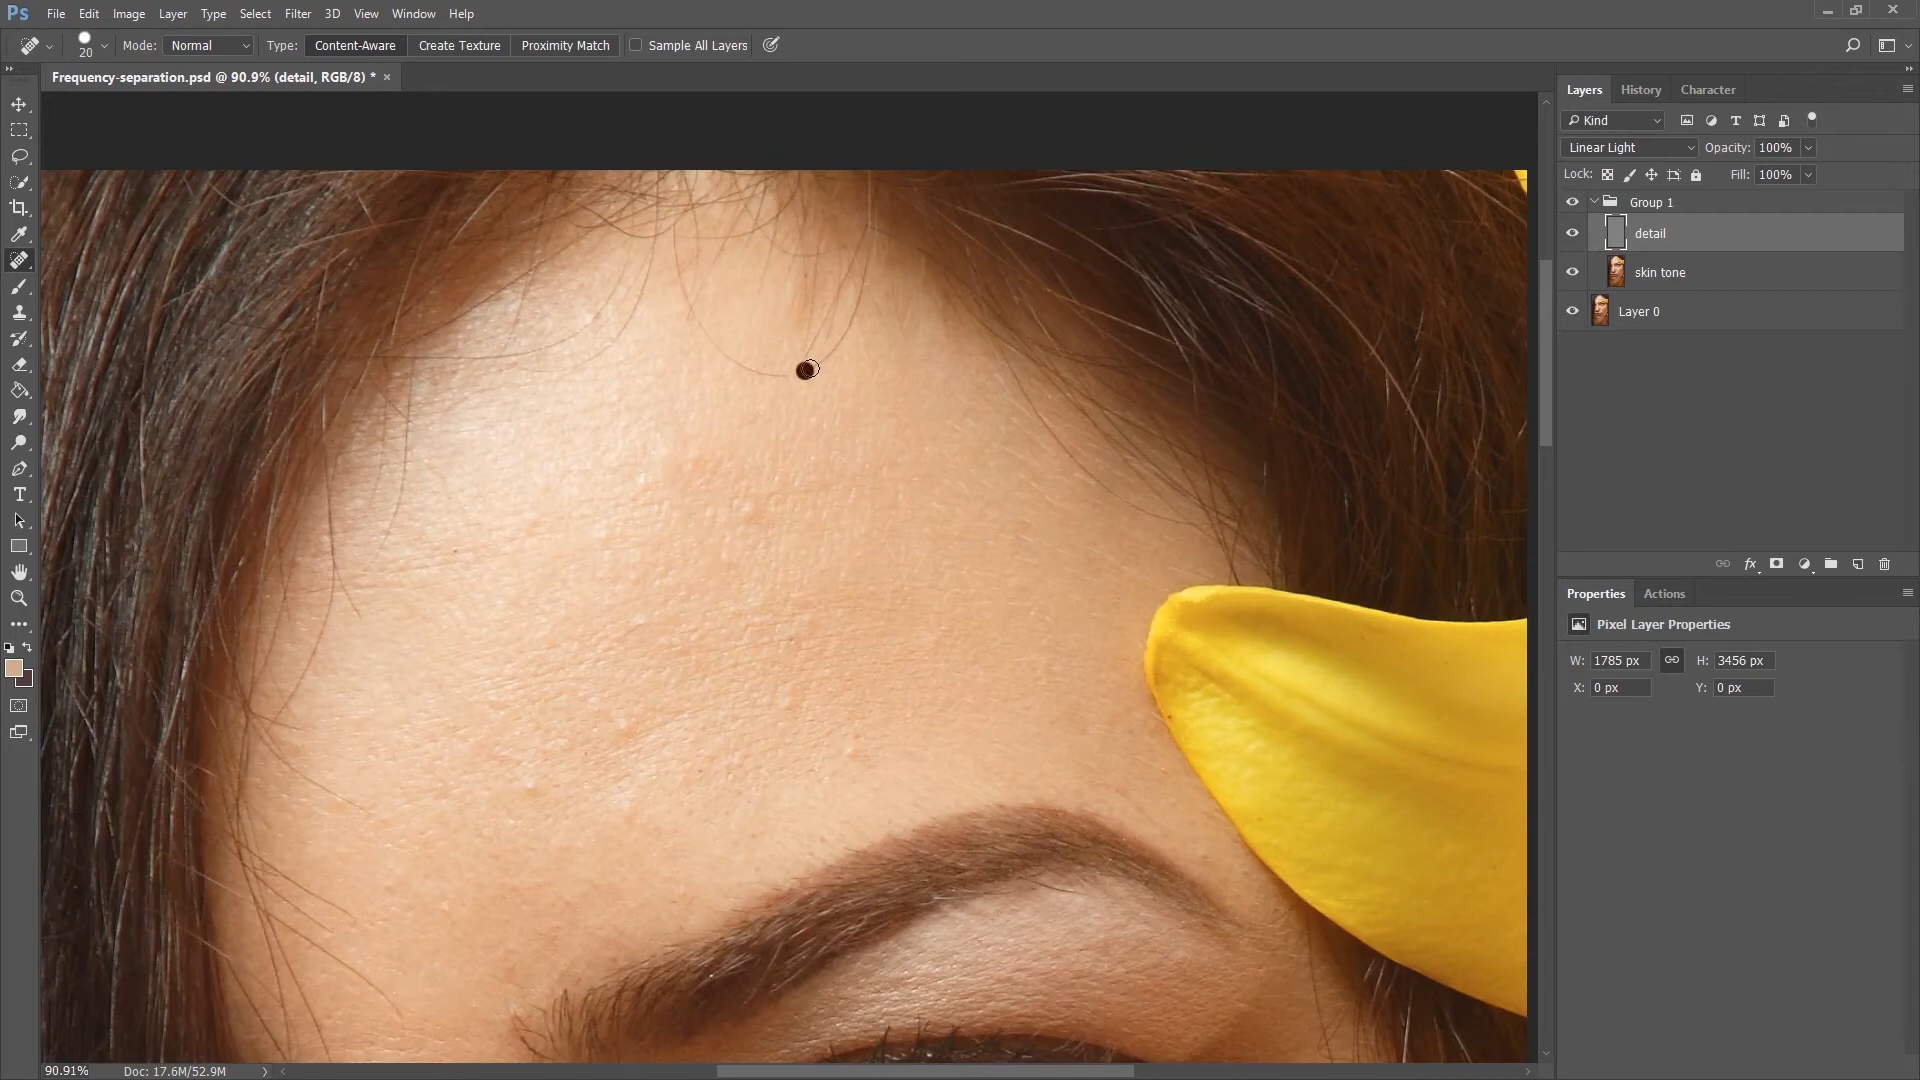 Ps File Edit Image Layer Type Select Filter 3D View Window Help
20 Mode: Normal Type: Content-Aware Create Texture Proximity Match Sample All Layers
Frequency-separation.psd @ 90.9% (detail, RGB/8) * ×
Layers History Character
Kind T
Linear Light Opacity: 100%
Lock: Fill: 100%
Group 1
detail
skin tone
Layer 0
fx
Properties Actions
Pixel Layer Properties
W: 1785 px H: 3456 px
X: 0 px Y: 0 px
T
90.91% Doc: 17.6M/52.9M